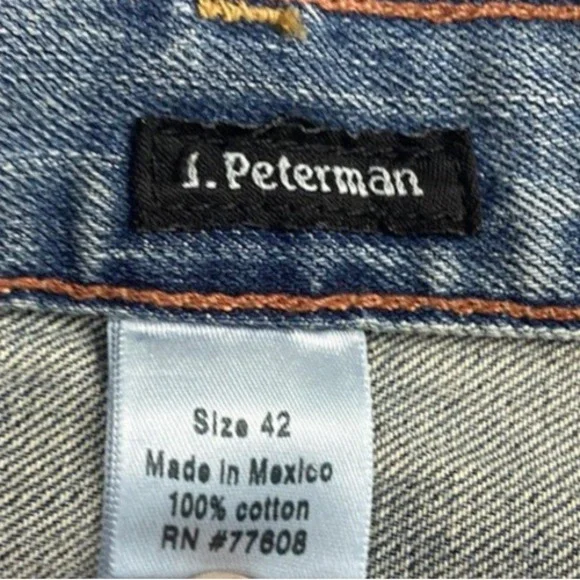 J. Peterman
Size 42
Made in Mexico
100% cotton
RN #77608